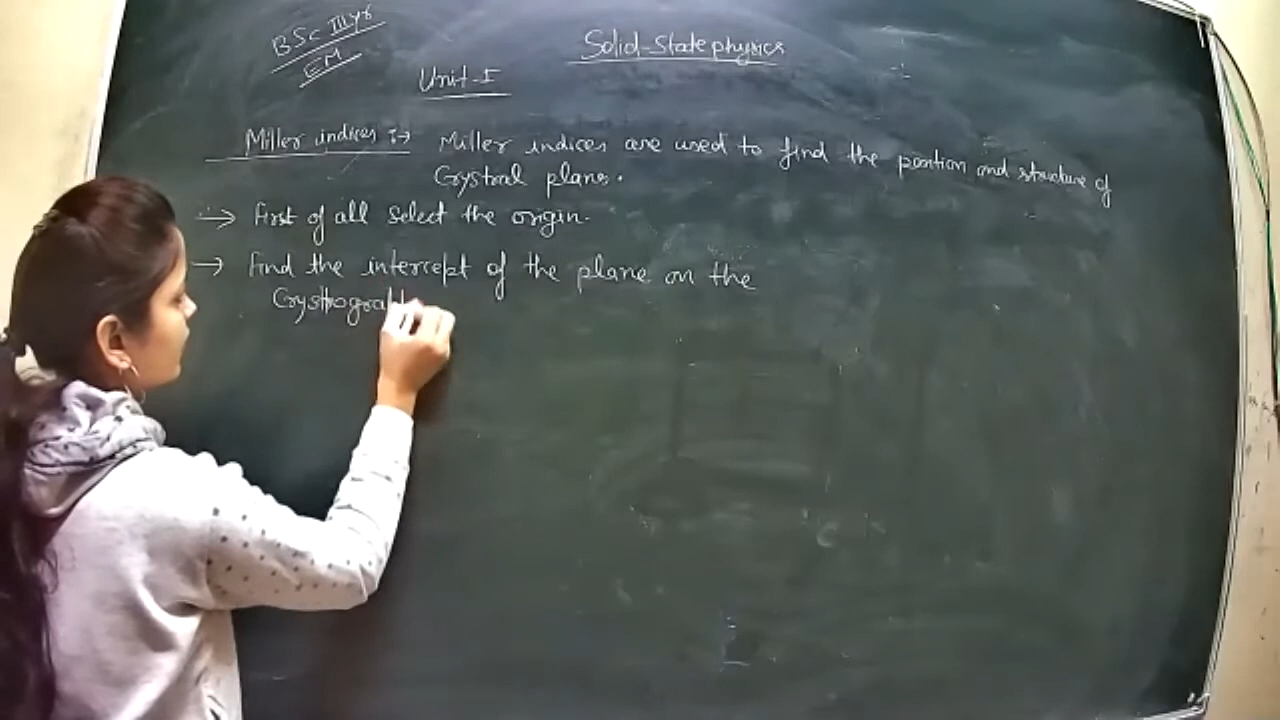 BSc IIIyr
EM
Solid-State physics
Unit-I
Miller indices :→ Miller indices are used to find the position and structure of
Crystal plane.
→ First of all Select the origin.
→ Find the intercept of the plane on the
Crysttogra